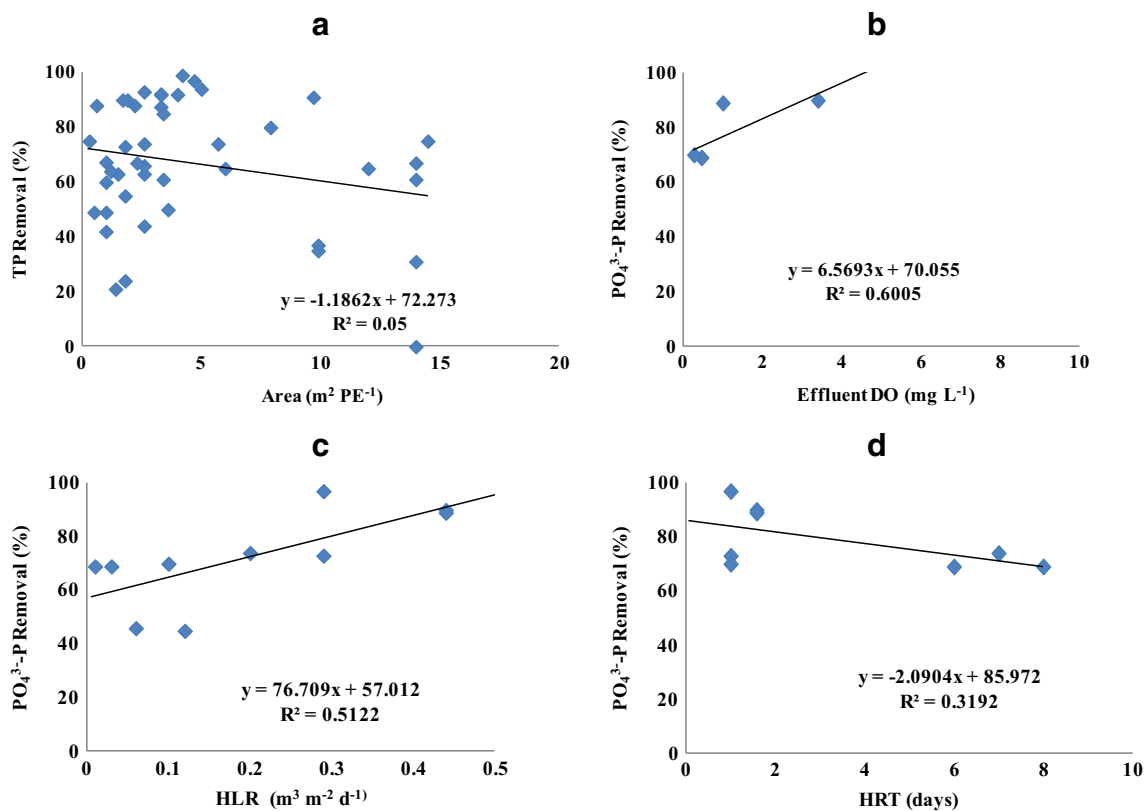 a
TP Removal (%)
100
80
60
40
20
0
y = -1.1862x + 72.273
R² = 0.05
0 5 10 15 20
Area (m² PE⁻¹)
b
PO₄³⁻-P Removal (%)
100
80
60
40
20
0
y = 6.5693x + 70.055
R² = 0.6005
0 2 4 6 8 10
Effluent DO (mg L⁻¹)
c
PO₄³⁻-P Removal (%)
100
80
60
40
20
0
y = 76.709x + 57.012
R² = 0.5122
0 0.1 0.2 0.3 0.4 0.5
HLR (m³ m⁻² d⁻¹)
d
PO₄³⁻-P Removal (%)
100
80
60
40
20
0
y = -2.0904x + 85.972
R² = 0.3192
0 2 4 6 8 10
HRT (days)